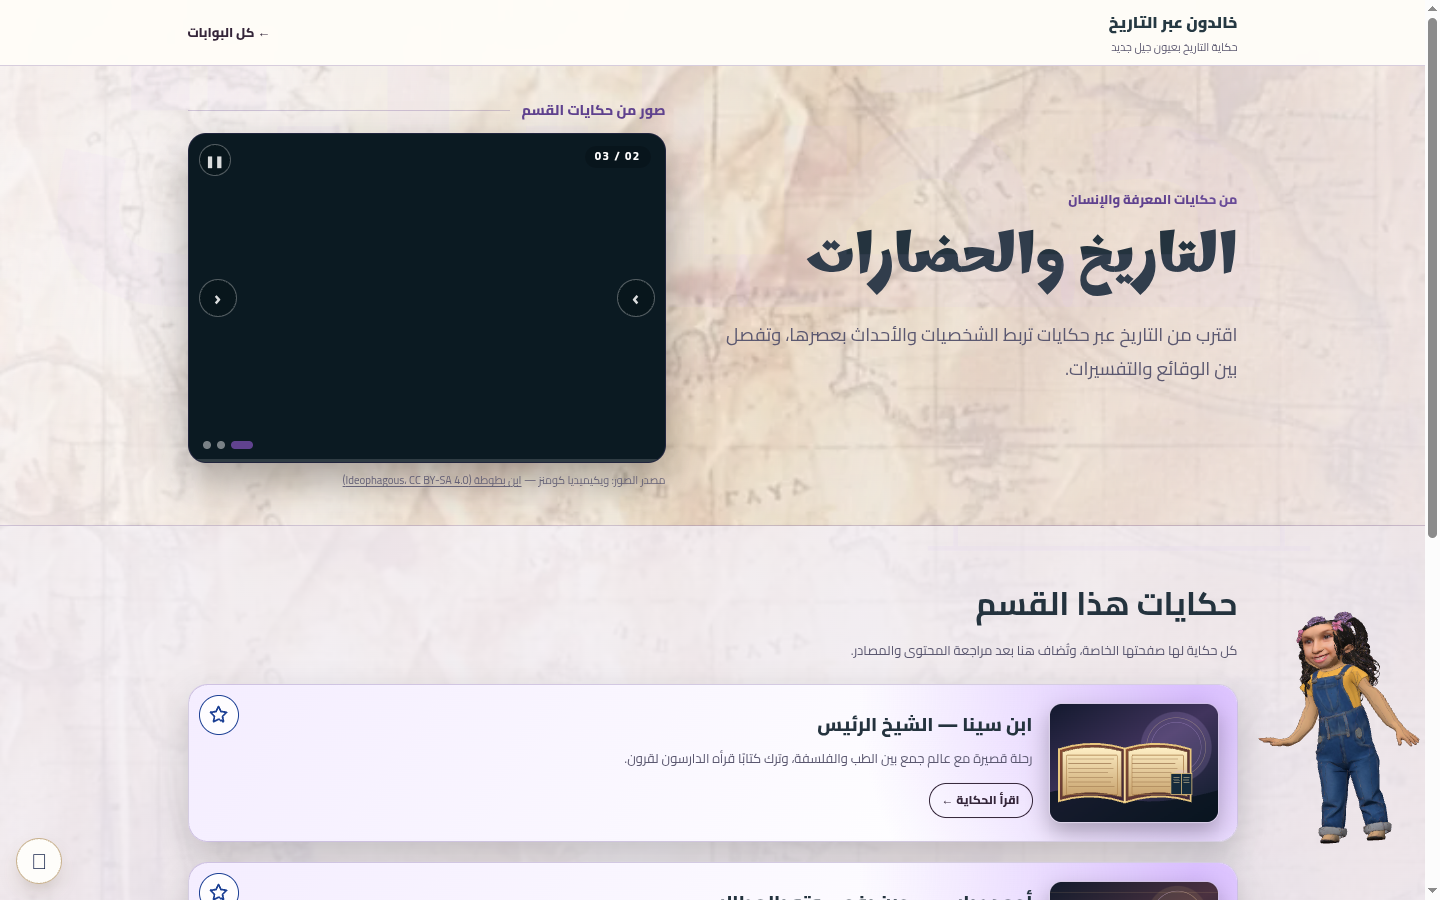 خالدون عبر التاريخ
حكاية التاريخ بعيون جيل جديد
← كل البوابات
من حكايات المعرفة والإنسان
التاريخ والحضارات
اقترب من التاريخ عبر حكايات تربط الشخصيات والأحداث بعصرها، وتفصل
بين الوقائع والتفسيرات.
صور من حكايات القسم
03 / 02
مصدر الصور: ويكيميديا كومنز — ابن بطوطة (Ideophagous، CC BY-SA 4.0)
حكايات هذا القسم
كل حكاية لها صفحتها الخاصة، وتُضاف هنا بعد مراجعة المحتوى والمصادر.
ابن سينا — الشيخ الرئيس
رحلة قصيرة مع عالم جمع بين الطب والفلسفة، وترك كتابًا قرأه الدارسون لقرون.
اقرأ الحكاية ←